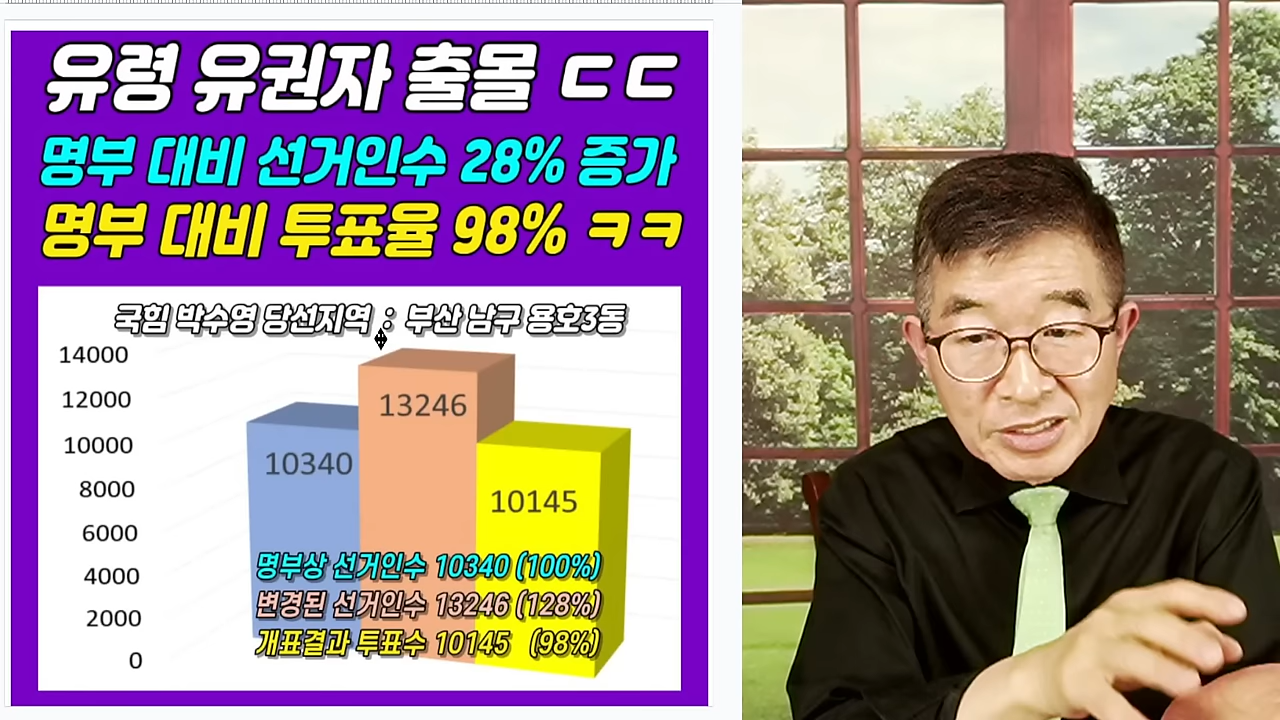 유령 유권자 출몰 ㄷㄷ
명부 대비 선거인수 28% 증가
명부 대비 투표율 98% ㅋㅋ
국힘 박수영 당선지역 : 부산 남구 용호3동
14000
12000
10000
8000
6000
4000
2000
0
10340
13246
10145
명부상 선거인수 10340 (100%)
변경된 선거인수 13246 (128%)
개표결과 투표수 10145 (98%)